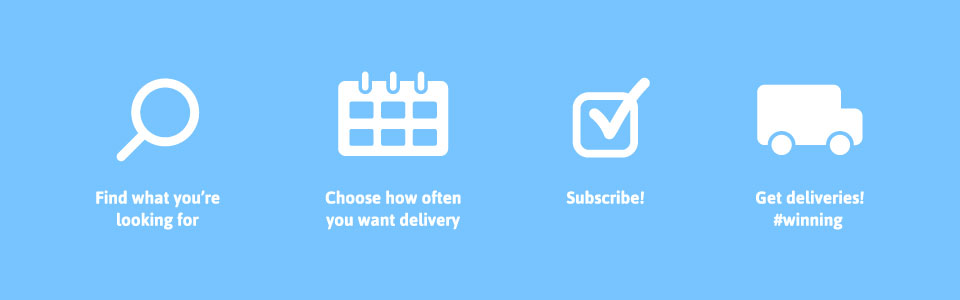 Find what you're
looking for
Choose how often
you want delivery
Subscribe!
Get deliveries!
#winning